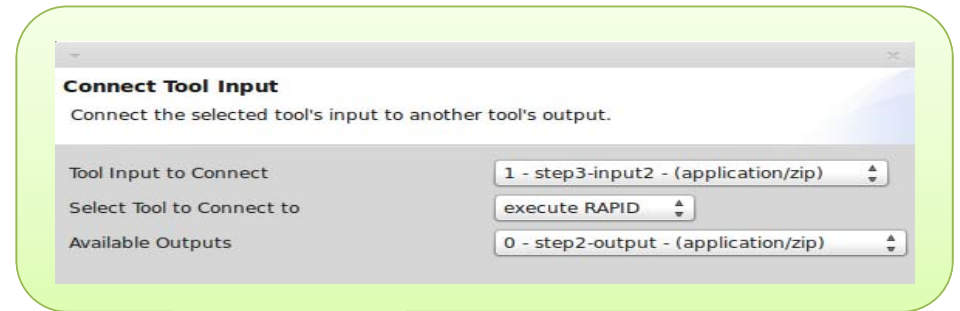 Connect Tool Input
Connect the selected tool's input to another tool's output.
Tool Input to Connect 1 - step3-input2 - (application/zip)
Select Tool to Connect to execute RAPID
Available Outputs 0 - step2-output - (application/zip)